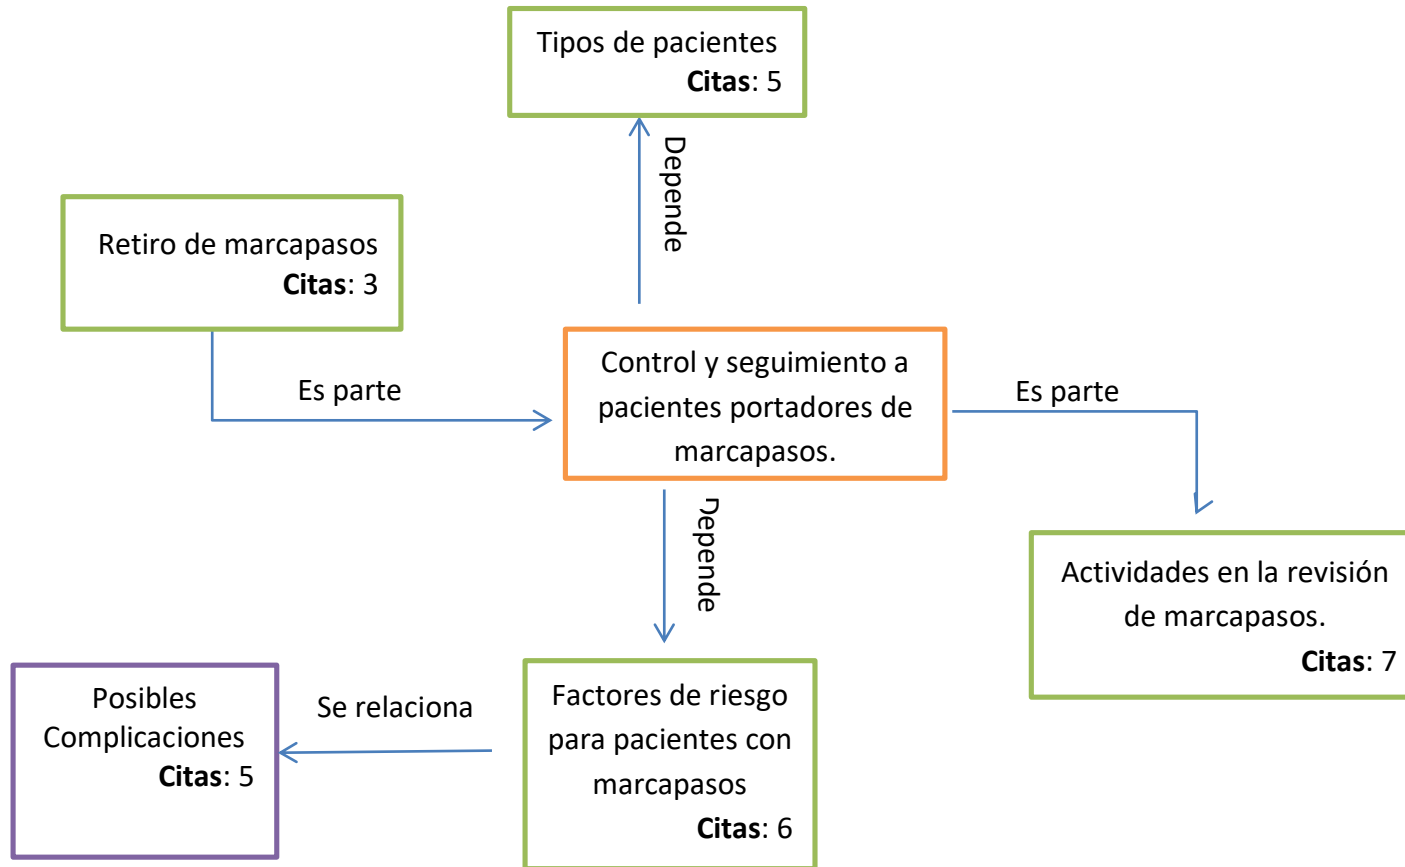 Tipos de pacientes
Citas: 5
Depende
Retiro de marcapasos
Citas: 3
Es parte
Control y seguimiento a
pacientes portadores de
marcapasos.
Es parte
Depende
Actividades en la revisión
de marcapasos.
Citas: 7
Posibles
Complicaciones
Citas: 5
Se relaciona
Factores de riesgo
para pacientes con
marcapasos
Citas: 6